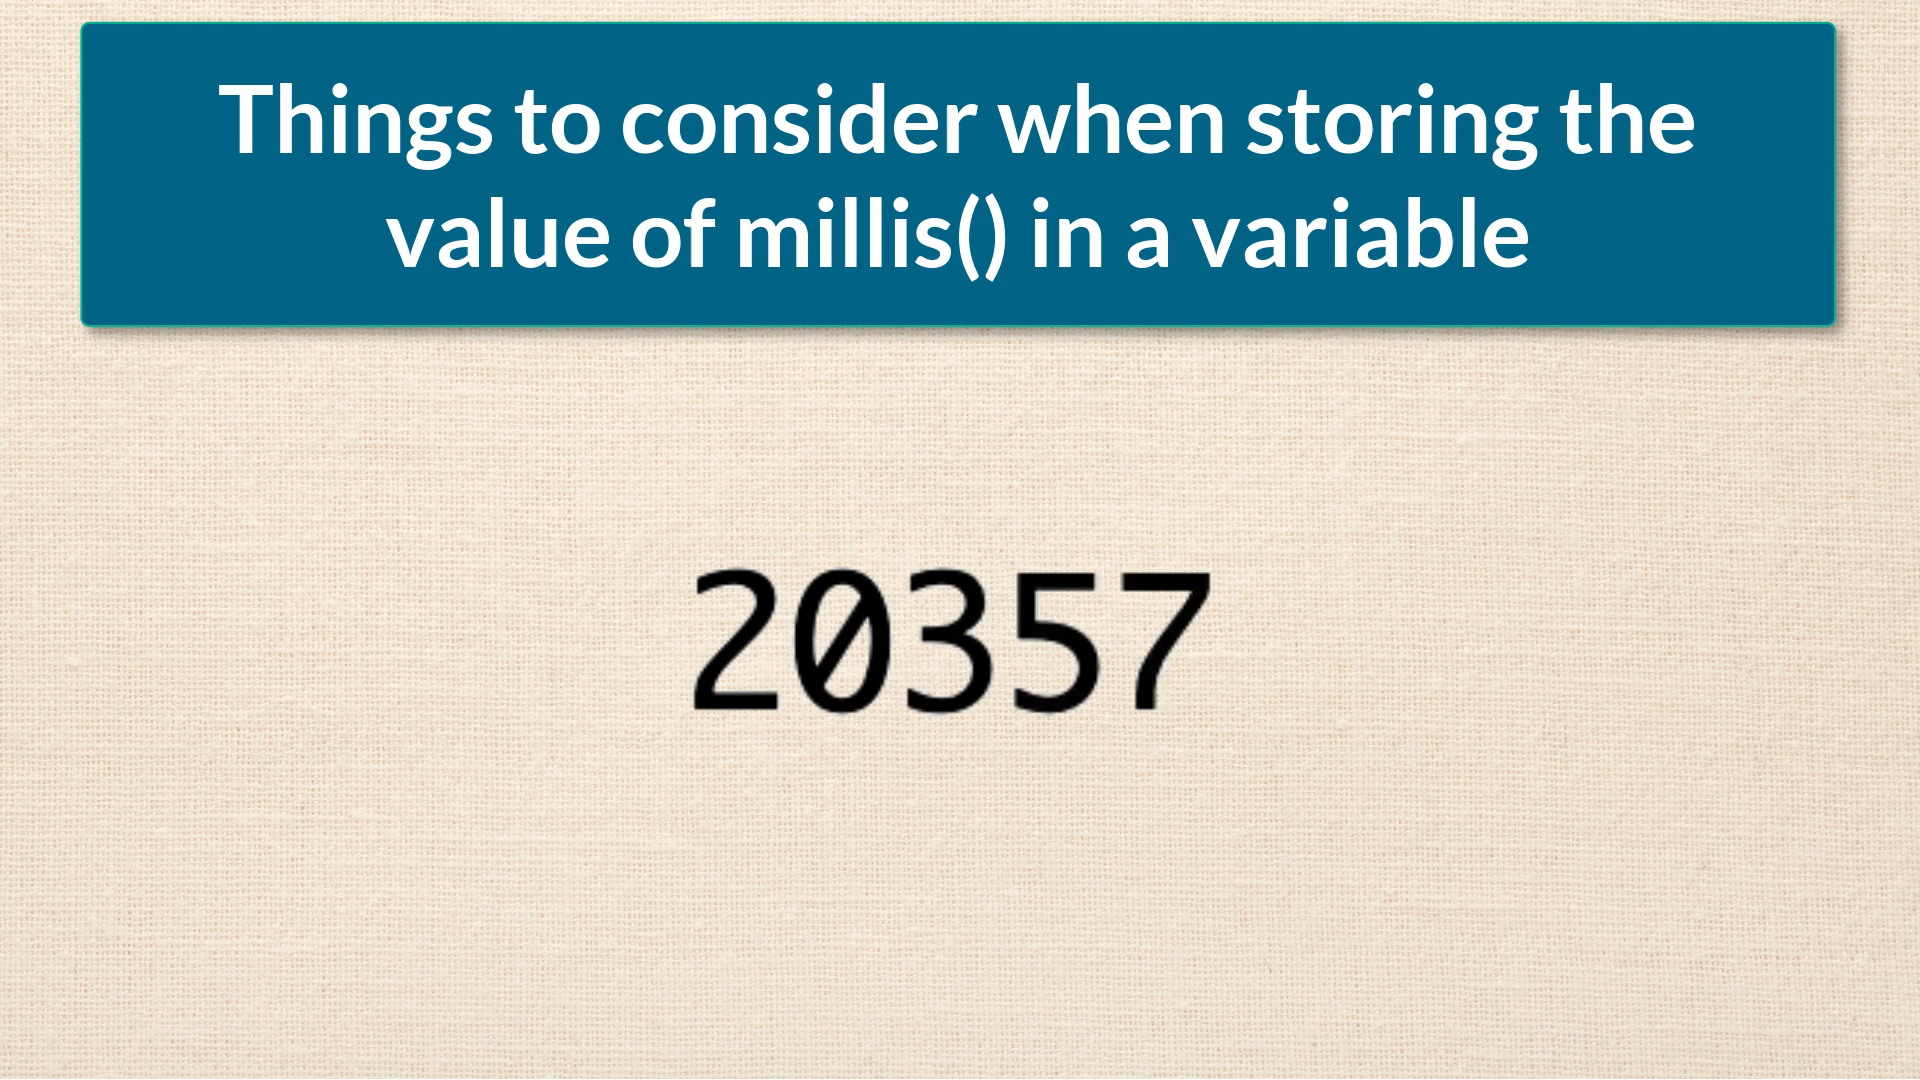 Things to consider when storing the
value of millis() in a variable
20357